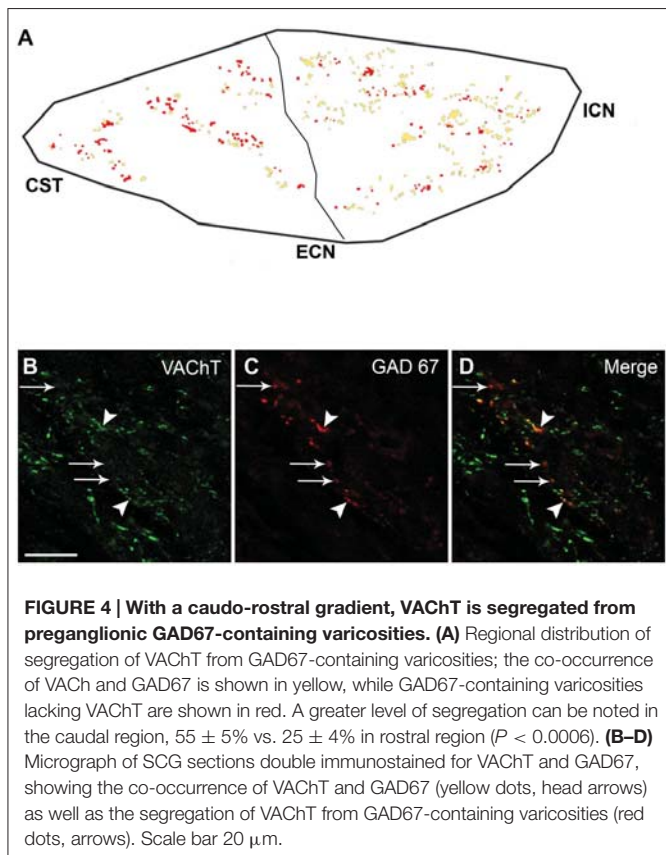 A
ICN
CST
ECN
B VAChT
C GAD 67
D Merge
FIGURE 4 | With a caudo-rostral gradient, VAChT is segregated from
preganglionic GAD67-containing varicosities. (A) Regional distribution of
segregation of VAChT from GAD67-containing varicosities; the co-occurrence
of VACh and GAD67 is shown in yellow, while GAD67-containing varicosities
lacking VAChT are shown in red. A greater level of segregation can be noted in
the caudal region, 55 ± 5% vs. 25 ± 4% in rostral region (P < 0.0006). (B–D)
Micrograph of SCG sections double immunostained for VAChT and GAD67,
showing the co-occurrence of VAChT and GAD67 (yellow dots, head arrows)
as well as the segregation of VAChT from GAD67-containing varicosities (red
dots, arrows). Scale bar 20 μm.